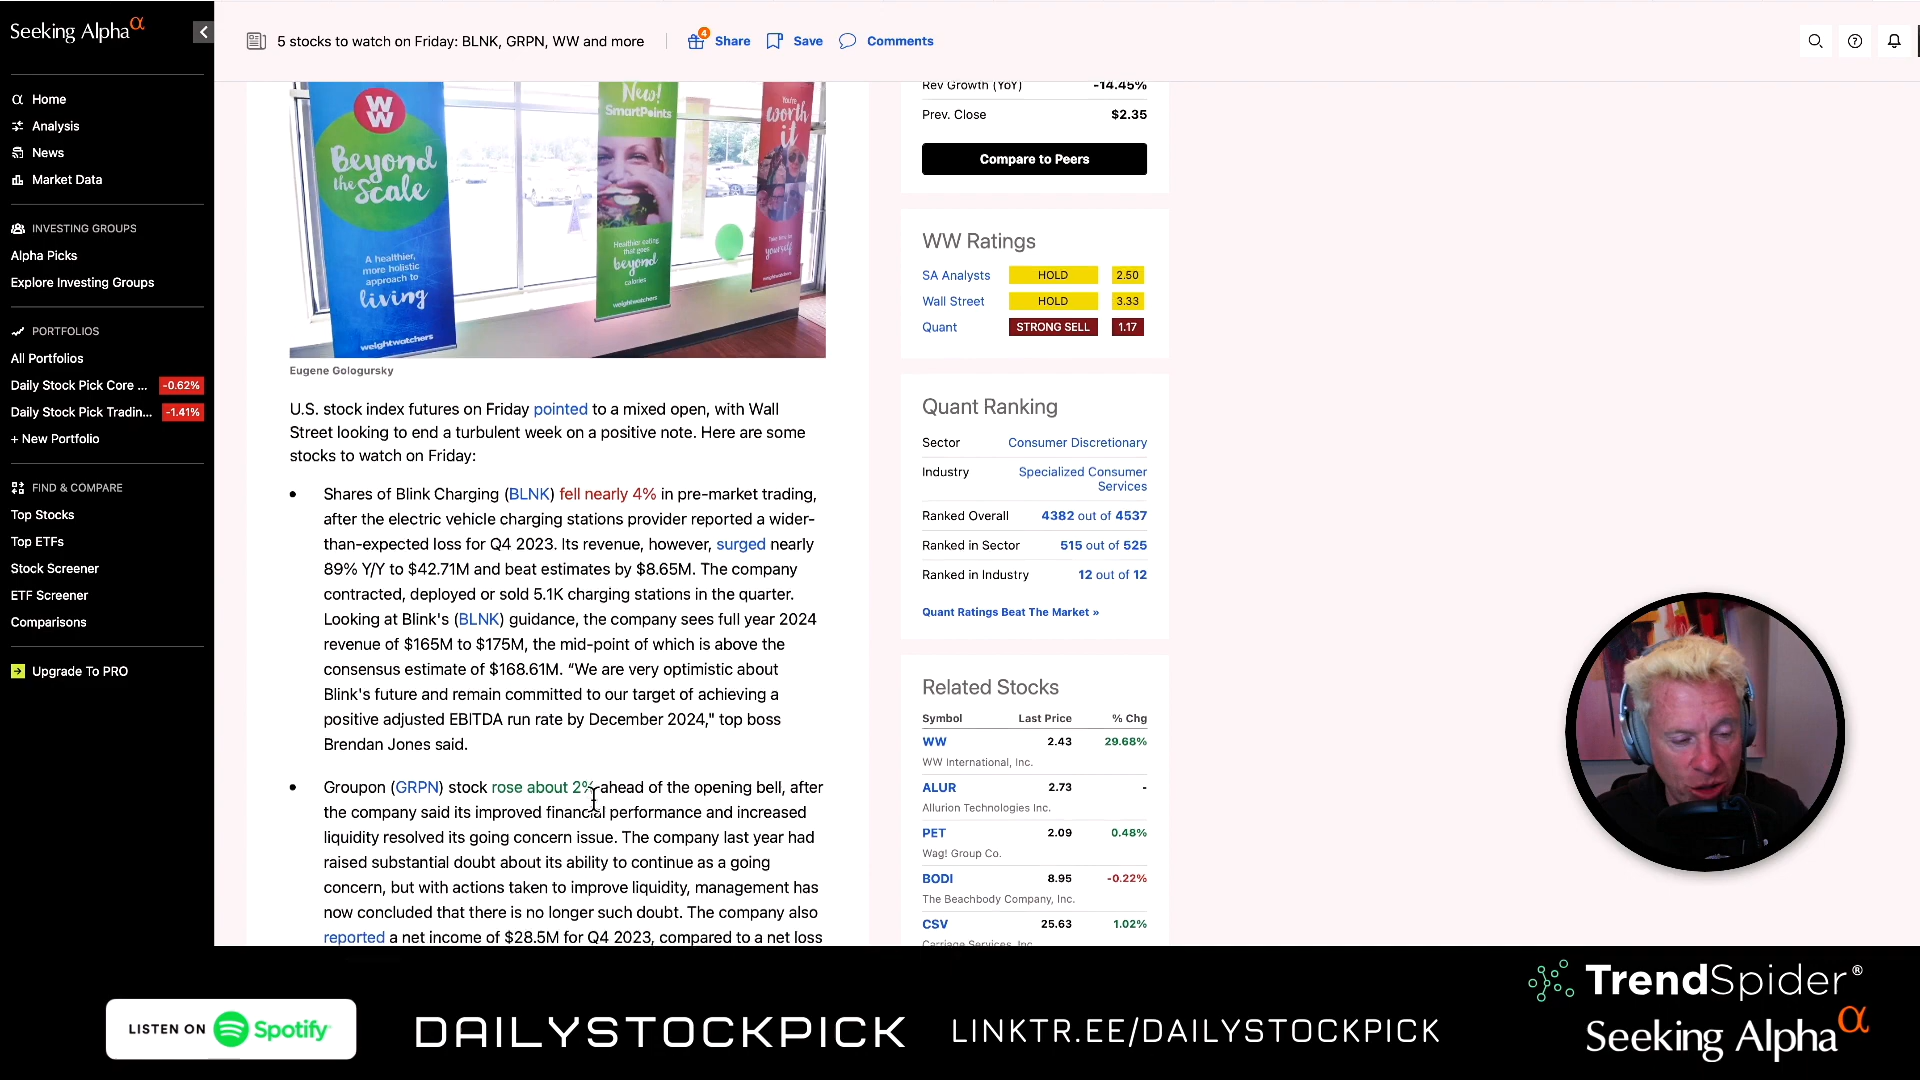 Seeking Alpha α
5 stocks to watch on Friday: BLNK, GRPN, WW and more
4
Share
Save
Comments
Home
Analysis
News
Market Data
INVESTING GROUPS
Alpha Picks
Explore Investing Groups
PORTFOLIOS
All Portfolios
Daily Stock Pick Core ... -0.62%
Daily Stock Pick Tradin... -1.41%
+ New Portfolio
FIND & COMPARE
Top Stocks
Top ETFs
Stock Screener
ETF Screener
Comparisons
Upgrade To PRO
WW
Beyond
the Scale
A healthier,
more holistic
approach to
living
weightwatchers
New!
SmartPoints
Healthier eating
that goes
beyond
calories
weightwatchers
You're
worth
it
yourself
weightwatchers
Eugene Gologursky
U.S. stock index futures on Friday pointed to a mixed open, with Wall
Street looking to end a turbulent week on a positive note. Here are some
stocks to watch on Friday:
Shares of Blink Charging (BLNK) fell nearly 4% in pre-market trading,
after the electric vehicle charging stations provider reported a wider-
than-expected loss for Q4 2023. Its revenue, however, surged nearly
89% Y/Y to $42.71M and beat estimates by $8.65M. The company
contracted, deployed or sold 5.1K charging stations in the quarter.
Looking at Blink's (BLNK) guidance, the company sees full year 2024
revenue of $165M to $175M, the mid-point of which is above the
consensus estimate of $168.61M. “We are very optimistic about
Blink's future and remain committed to our target of achieving a
positive adjusted EBITDA run rate by December 2024," top boss
Brendan Jones said.
Groupon (GRPN) stock rose about 2% ahead of the opening bell, after
the company said its improved financial performance and increased
liquidity resolved its going concern issue. The company last year had
raised substantial doubt about its ability to continue as a going
concern, but with actions taken to improve liquidity, management has
now concluded that there is no longer such doubt. The company also
reported a net income of $28.5M for Q4 2023, compared to a net loss
Rev Growth (YoY) -14.45%
Prev. Close $2.35
Compare to Peers
WW Ratings
SA Analysts HOLD 2.50
Wall Street HOLD 3.33
Quant STRONG SELL 1.17
Quant Ranking
Sector Consumer Discretionary
Industry Specialized Consumer
Services
Ranked Overall 4382 out of 4537
Ranked in Sector 515 out of 525
Ranked in Industry 12 out of 12
Quant Ratings Beat The Market »
Related Stocks
Symbol Last Price % Chg
WW 2.43 29.68%
WW International, Inc.
ALUR 2.73 -
Allurion Technologies Inc.
PET 2.09 0.48%
Wag! Group Co.
BODI 8.95 -0.22%
The Beachbody Company, Inc.
CSV 25.63 1.02%
Carriage Services, Inc.
LISTEN ON Spotify
DAILYSTOCKPICK
LINKTR.EE/DAILYSTOCKPICK
TrendSpider®
Seeking Alpha α